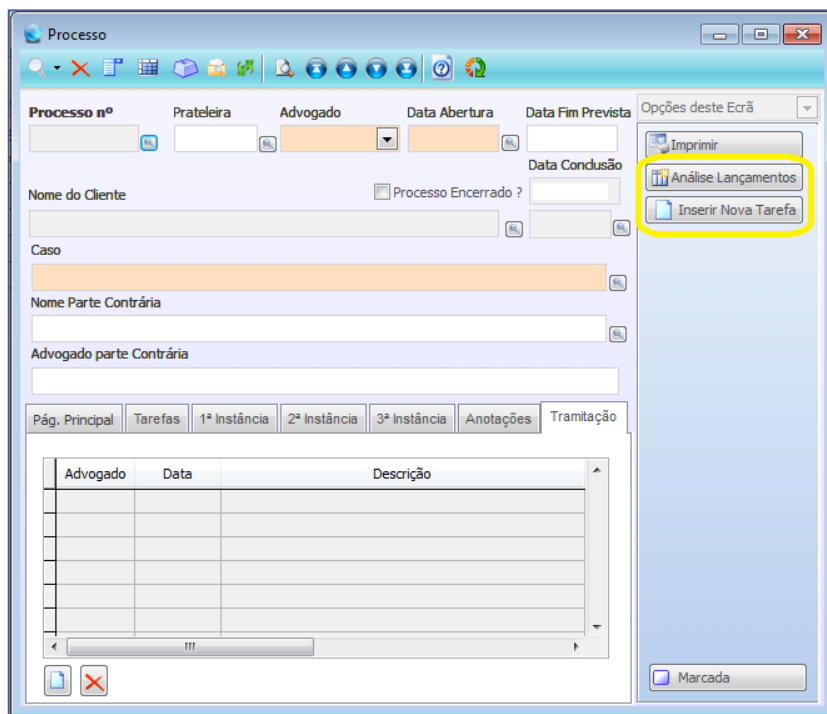 Processo
Processo nº Prateleira Advogado Data Abertura Data Fim Prevista
Data Conclusão
Nome do Cliente Processo Encerrado ?
Caso
Nome Parte Contrária
Advogado parte Contrária
Pág. Principal Tarefas 1ª Instância 2ª Instância 3ª Instância Anotações Tramitação
Advogado Data Descrição
Opções deste Ecrã
Imprimir
Análise Lançamentos
Inserir Nova Tarefa
Marcada